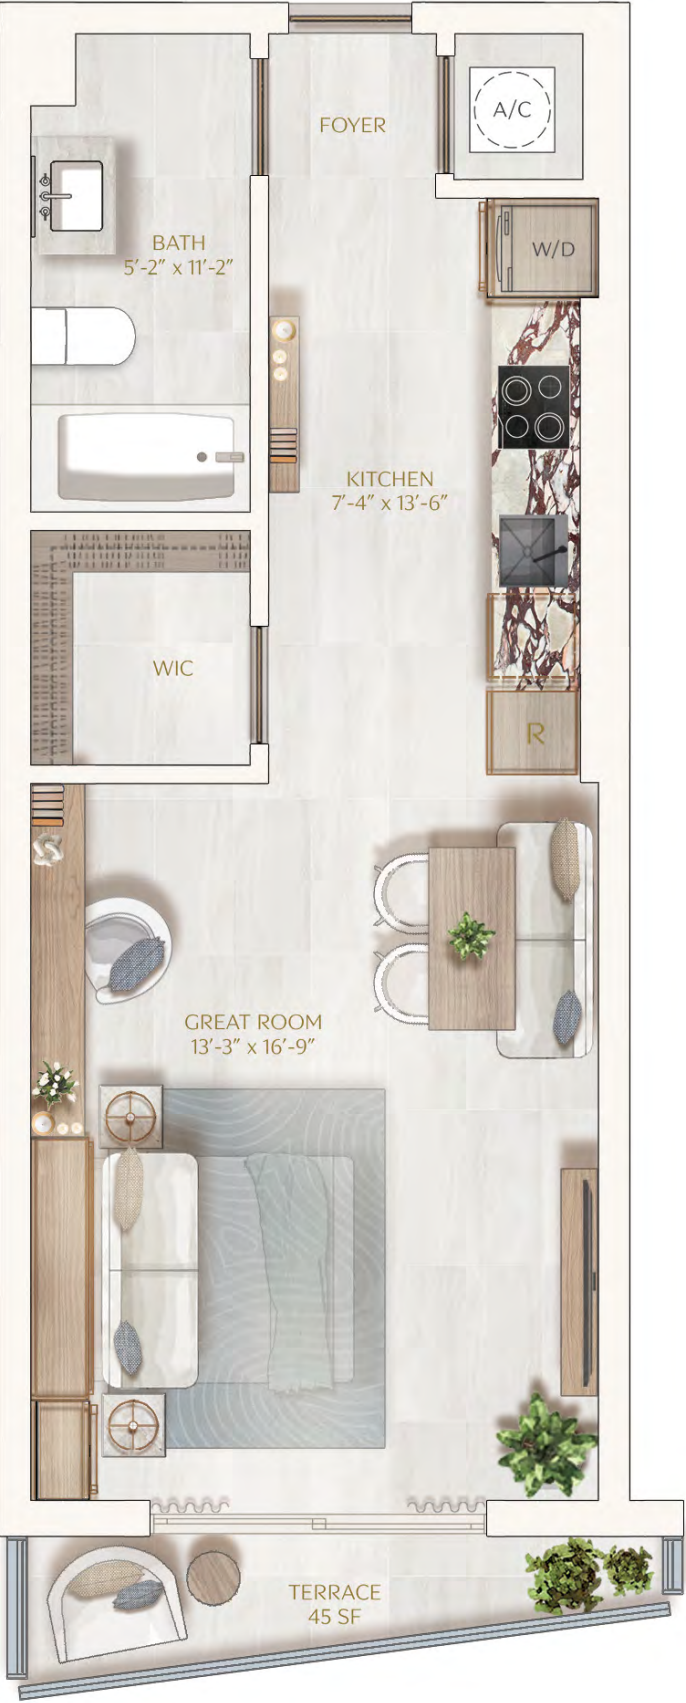 FOYER
A/C
BATH
5'-2" x 11'-2"
W/D
KITCHEN
7'-4" x 13'-6"
WIC
R
GREAT ROOM
13'-3" x 16'-9"
TERRACE
45 SF